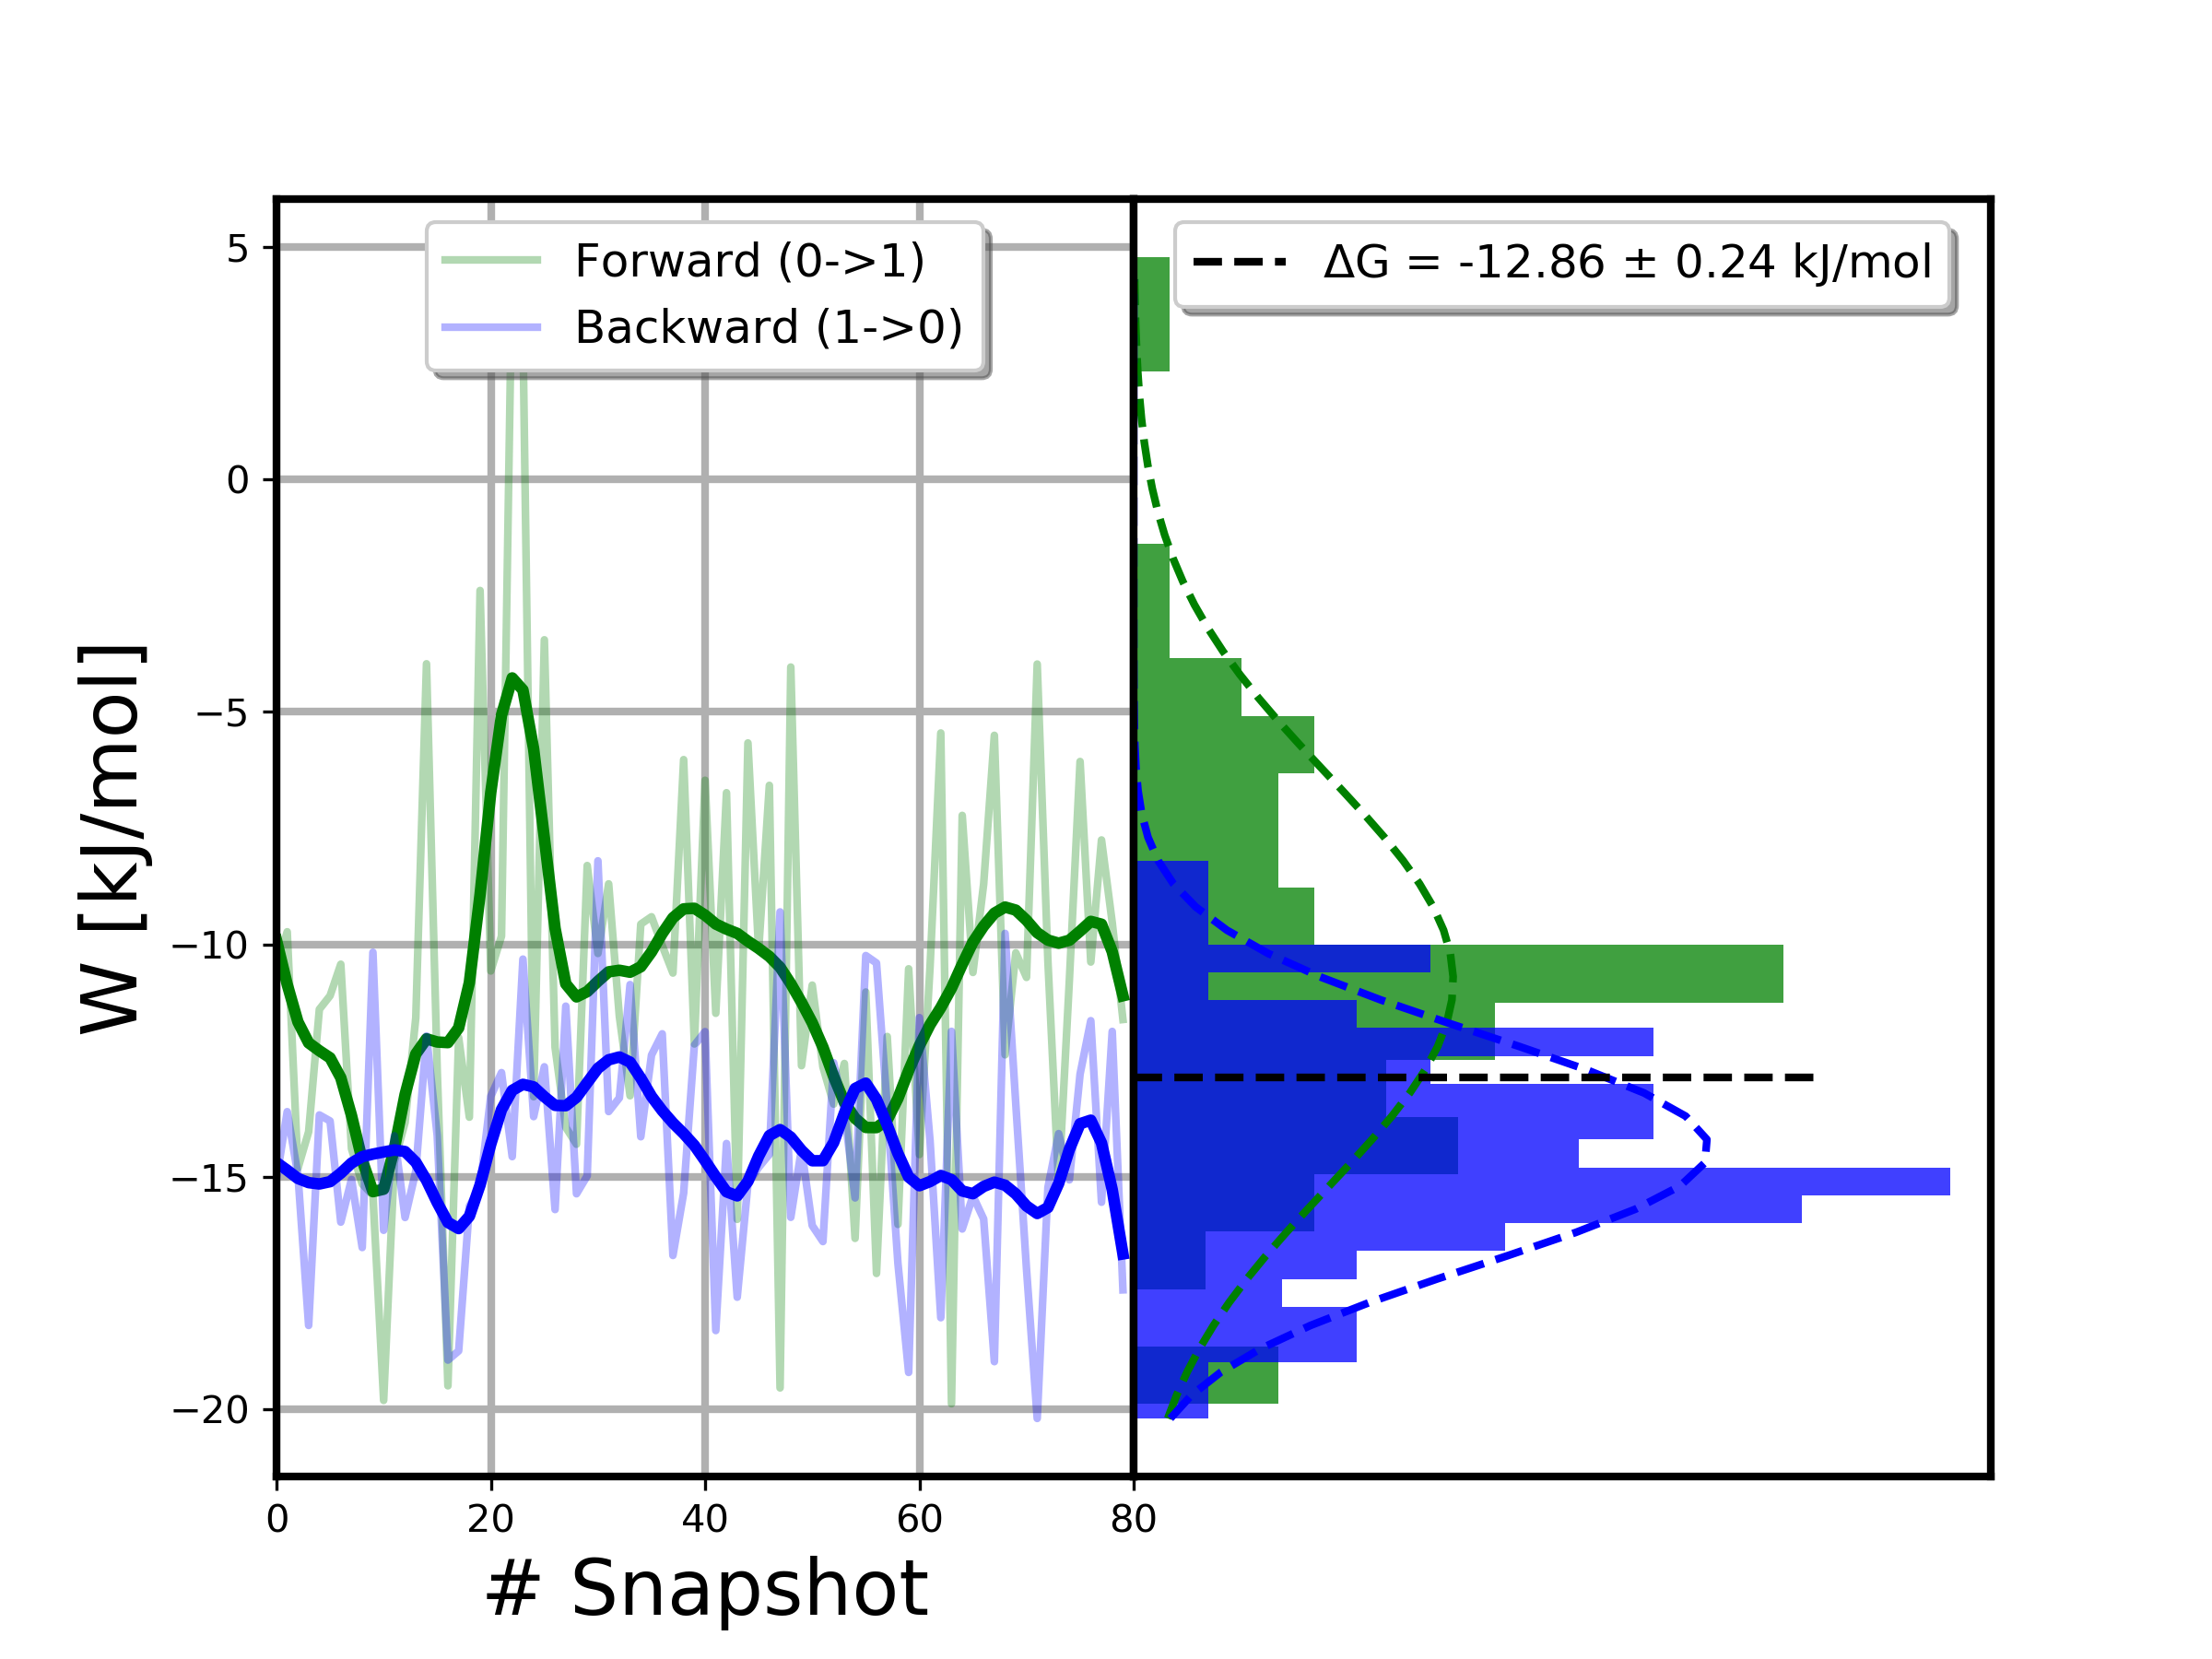 Forward (0->1)
Backward (1->0)
ΔG = -12.86 ± 0.24 kJ/mol
W [kJ/mol]
5
0
−5
−10
−15
−20
0 20 40 60 80
# Snapshot